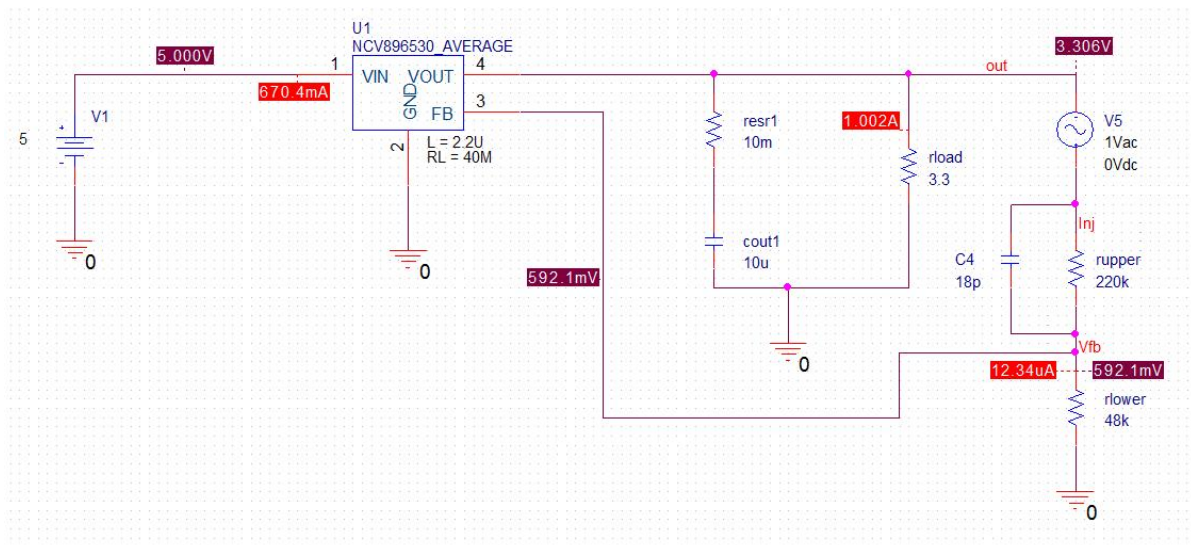 U1
NCV896530_AVERAGE
5.000V
3.306V
1
4
out
VIN
VOUT
670.4mA
GND
FB
3
V1
+
5
-
2
L = 2.2U
RL = 40M
resr1
10m
1.002A
rload
3.3
V5
1Vac
0Vdc
Inj
cout1
10u
C4
18p
rupper
220k
0
0
592.1mV
Vfb
0
12.34uA
592.1mV
rlower
48k
0